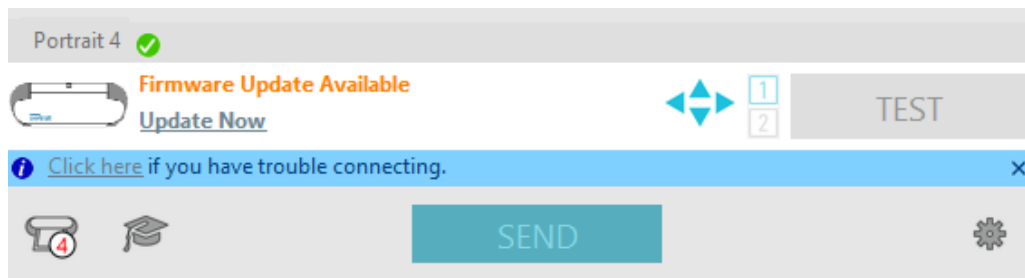 Portrait 4
Firmware Update Available
Update Now
1
2
TEST
Click here if you have trouble connecting.
4
SEND